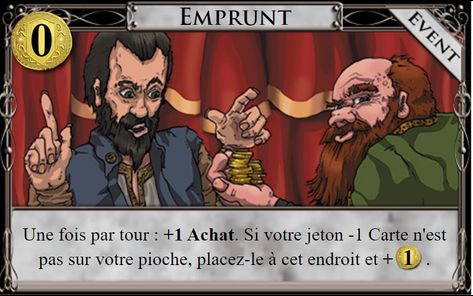 EMPRUNT
0
EVENT
Une fois par tour : +1 Achat. Si votre jeton -1 Carte n'est
pas sur votre pioche, placez-le à cet endroit et + 1 .